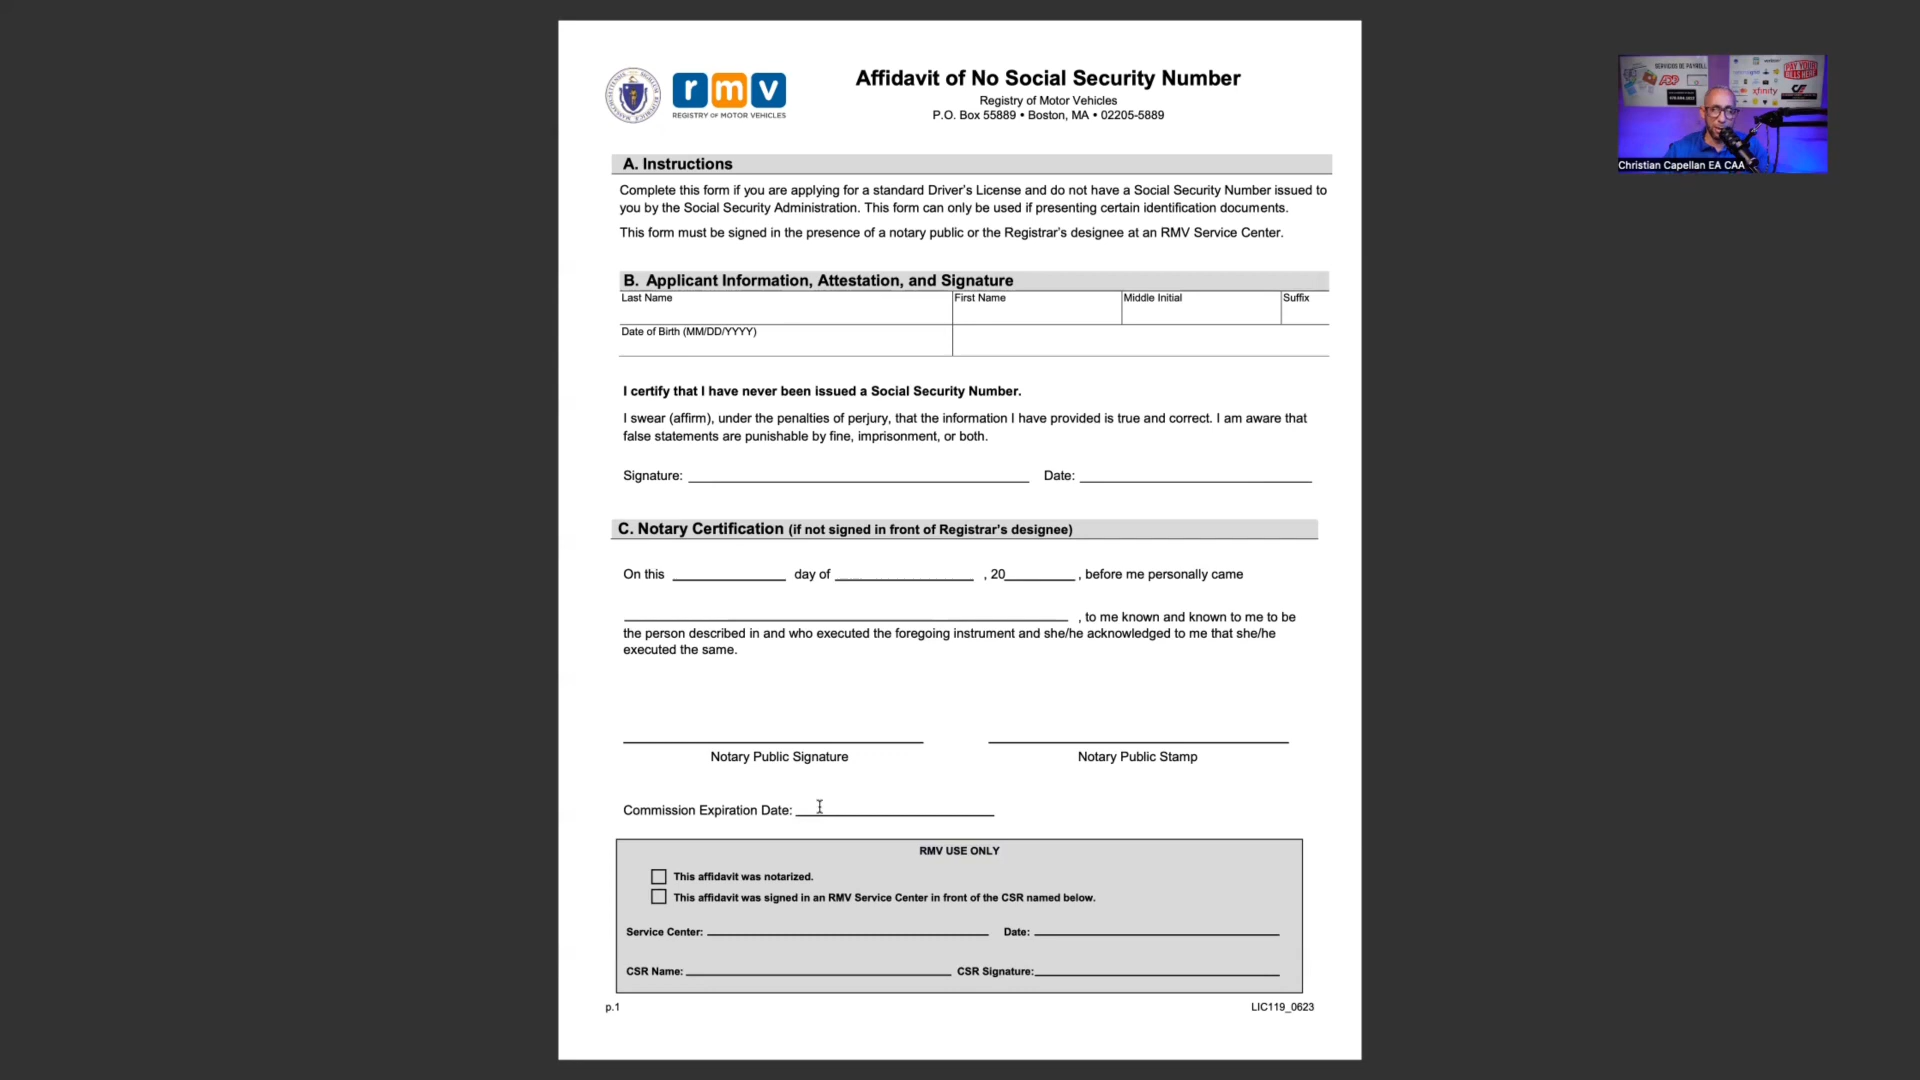 rmv
REGISTRY OF MOTOR VEHICLES
Affidavit of No Social Security Number
Registry of Motor Vehicles
P.O. Box 55889 • Boston, MA • 02205-5889
A. Instructions
Complete this form if you are applying for a standard Driver's License and do not have a Social Security Number issued to
you by the Social Security Administration. This form can only be used if presenting certain identification documents.
This form must be signed in the presence of a notary public or the Registrar's designee at an RMV Service Center.
B. Applicant Information, Attestation, and Signature
Last Name First Name Middle Initial Suffix
Date of Birth (MM/DD/YYYY)
I certify that I have never been issued a Social Security Number.
I swear (affirm), under the penalties of perjury, that the information I have provided is true and correct. I am aware that
false statements are punishable by fine, imprisonment, or both.
Signature: Date:
C. Notary Certification (if not signed in front of Registrar's designee)
On this day of , 20 , before me personally came
, to me known and known to me to be
the person described in and who executed the foregoing instrument and she/he acknowledged to me that she/he
executed the same.
Notary Public Signature Notary Public Stamp
Commission Expiration Date:
RMV USE ONLY
This affidavit was notarized.
This affidavit was signed in an RMV Service Center in front of the CSR named below.
Service Center: Date:
CSR Name: CSR Signature:
p.1 LIC119_0623
SERVICIOS DE PAYROLL
ADP
PAY YOUR
BILLS HERE
xfinity
Christian Capellan EA CAA